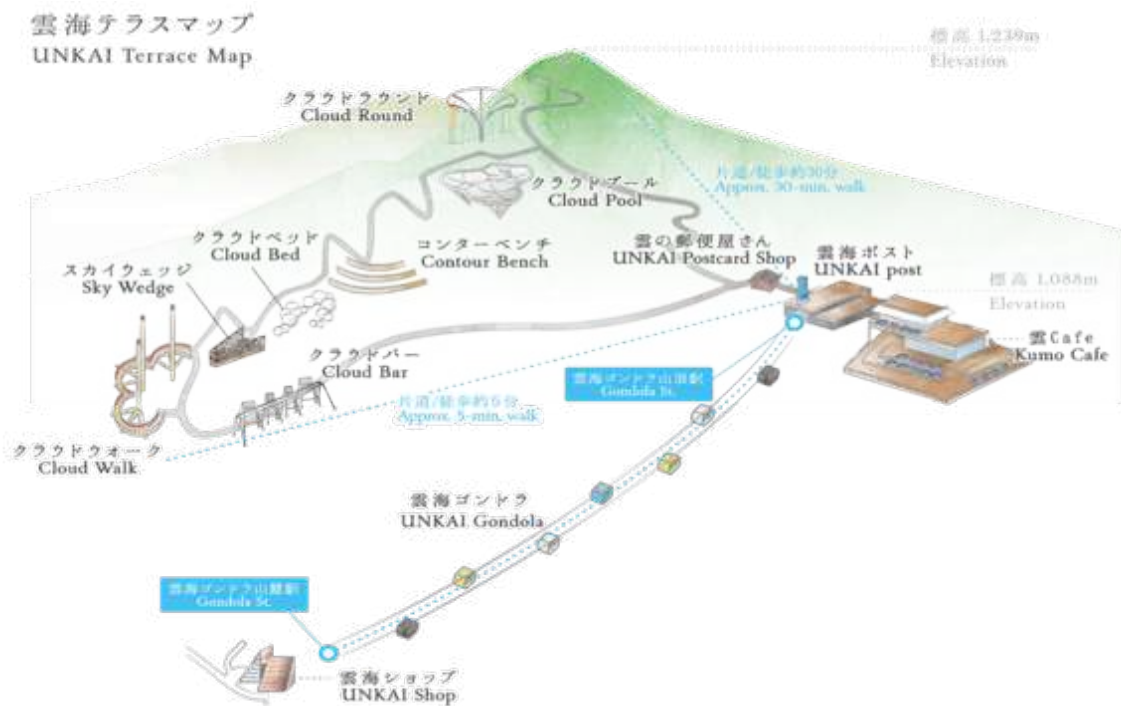 雲海テラスマップ
UNKAI Terrace Map
標高 1,239m
Elevation
クラウドラウンド
Cloud Round
片道/徒歩約30分
Approx. 30-min. walk
クラウドプール
Cloud Pool
クラウドベッド
Cloud Bed
コンターベンチ
Contour Bench
雲の郵便屋さん
UNKAI Postcard Shop
雲海ポスト
UNKAI post
スカイウェッジ
Sky Wedge
標高 1,088m
Elevation
雲Cafe
Kumo Cafe
クラウドバー
Cloud Bar
雲海ゴンドラ山頂駅
Gondola St.
片道/徒歩約5分
Approx. 5-min. walk
クラウドウォーク
Cloud Walk
雲海ゴンドラ
UNKAI Gondola
雲海ゴンドラ山麓駅
Gondola St.
雲海ショップ
UNKAI Shop